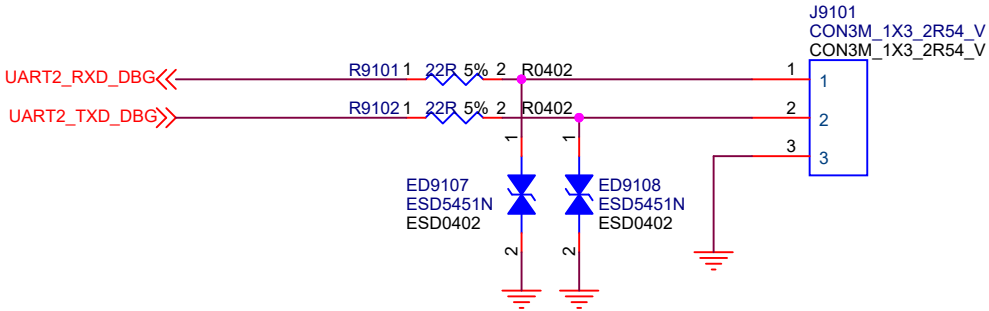 J9101
CON3M_1X3_2R54_V
CON3M_1X3_2R54_V
UART2_RXD_DBG R9101 1 22R 5% 2 R0402 1 1
UART2_TXD_DBG R9102 1 22R 5% 2 R0402 2 2
3 3
1 1
ED9107 ED9108
ESD5451N ESD5451N
ESD0402 ESD0402
2 2